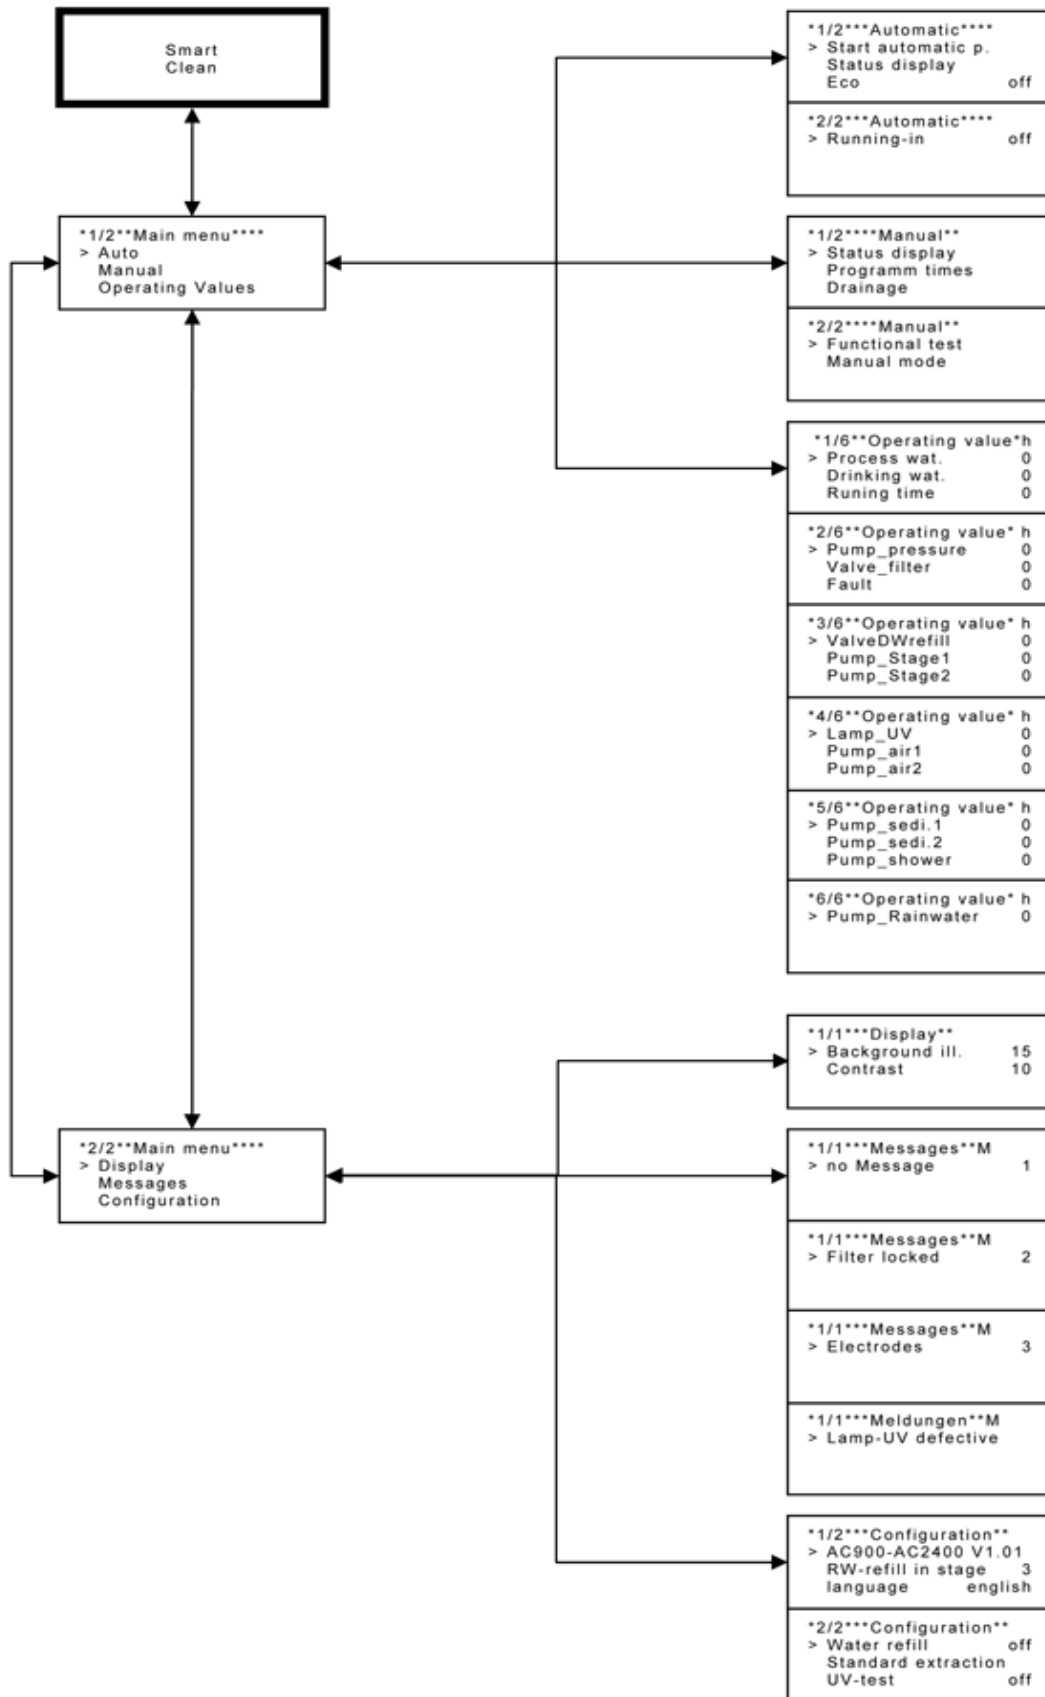 Smart
Clean
*1/2**Main menu****
> Auto
Manual
Operating Values
*2/2**Main menu****
> Display
Messages
Configuration
*1/2***Automatic****
> Start automatic p.
Status display
Eco off
*2/2***Automatic****
> Running-in off
*1/2****Manual**
> Status display
Programm times
Drainage
*2/2****Manual**
> Functional test
Manual mode
*1/6**Operating value*h
> Process wat. 0
Drinking wat. 0
Runing time 0
*2/6**Operating value* h
> Pump_pressure 0
Valve_filter 0
Fault 0
*3/6**Operating value* h
> ValveDWrefill 0
Pump_Stage1 0
Pump_Stage2 0
*4/6**Operating value* h
> Lamp_UV 0
Pump_air1 0
Pump_air2 0
*5/6**Operating value* h
> Pump_sedi.1 0
Pump_sedi.2 0
Pump_shower 0
*6/6**Operating value* h
> Pump_Rainwater 0
*1/1***Display**
> Background ill. 15
Contrast 10
*1/1***Messages**M
> no Message 1
*1/1***Messages**M
> Filter locked 2
*1/1***Messages**M
> Electrodes 3
*1/1***Meldungen**M
> Lamp-UV defective
*1/2***Configuration**
> AC900-AC2400 V1.01
RW-refill in stage 3
language english
*2/2***Configuration**
> Water refill off
Standard extraction
UV-test off